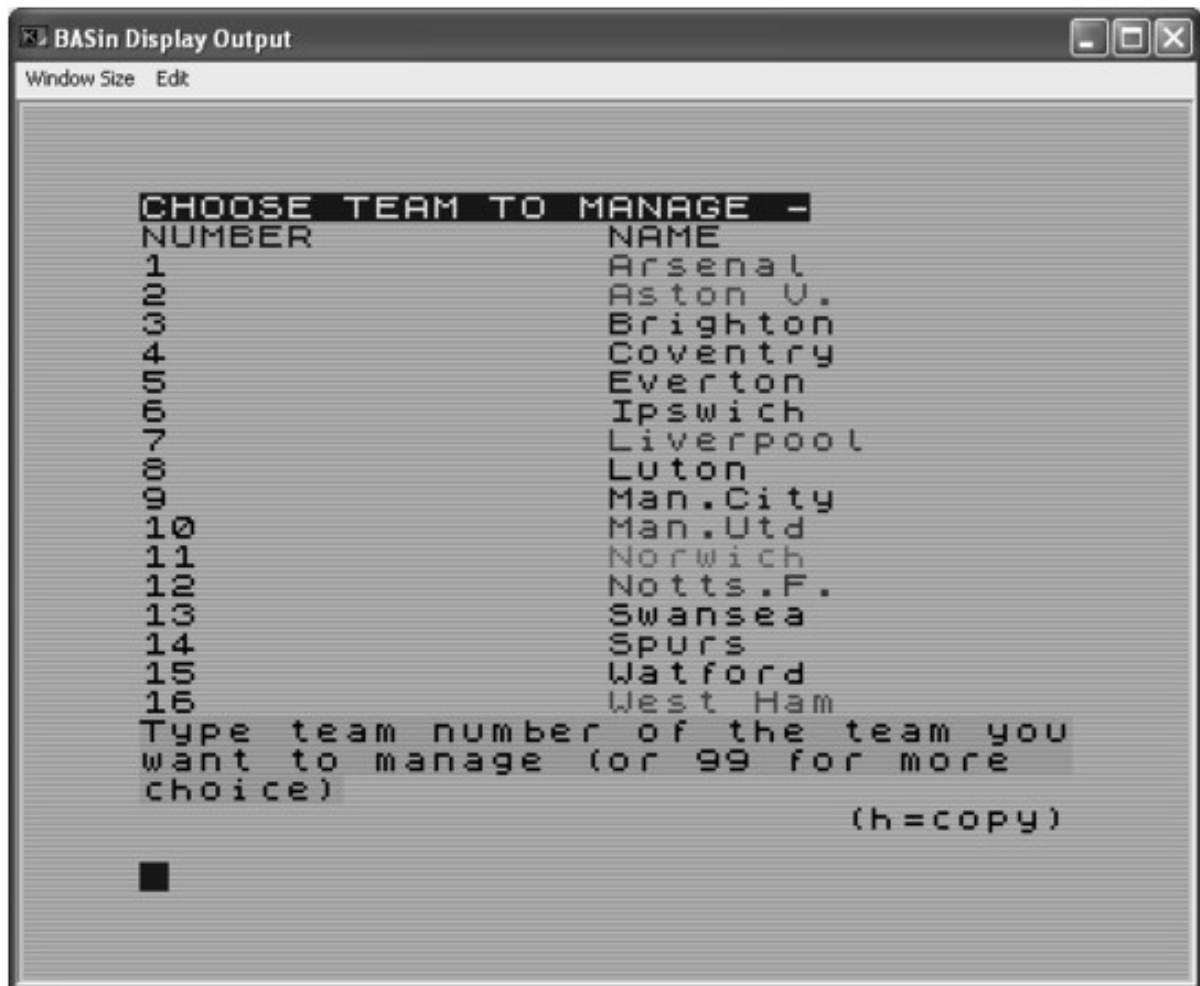 BASin Display Output
Window Size Edit
CHOOSE TEAM TO MANAGE -
NUMBER NAME
1 Arsenal
2 Aston V.
3 Brighton
4 Coventry
5 Everton
6 Ipswich
7 Liverpool
8 Luton
9 Man.City
10 Man.Utd
11 Norwich
12 Notts.F.
13 Swansea
14 Spurs
15 Watford
16 West Ham
Type team number of the team you
want to manage (or 99 for more
choice)
(h=copy)